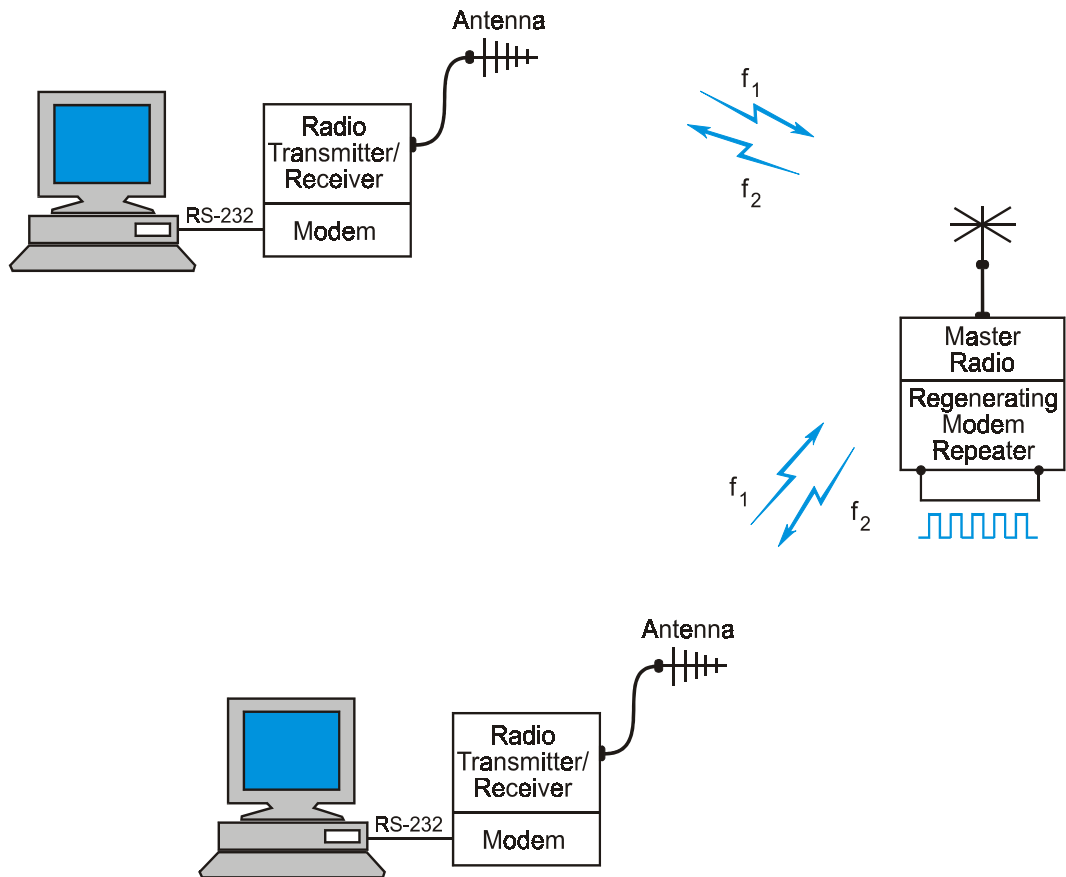 Antenna
Radio
Transmitter/
Receiver
RS-232
Modem
f1
f2
Master
Radio
Regenerating
Modem
Repeater
f1
f2
Antenna
Radio
Transmitter/
Receiver
RS-232
Modem